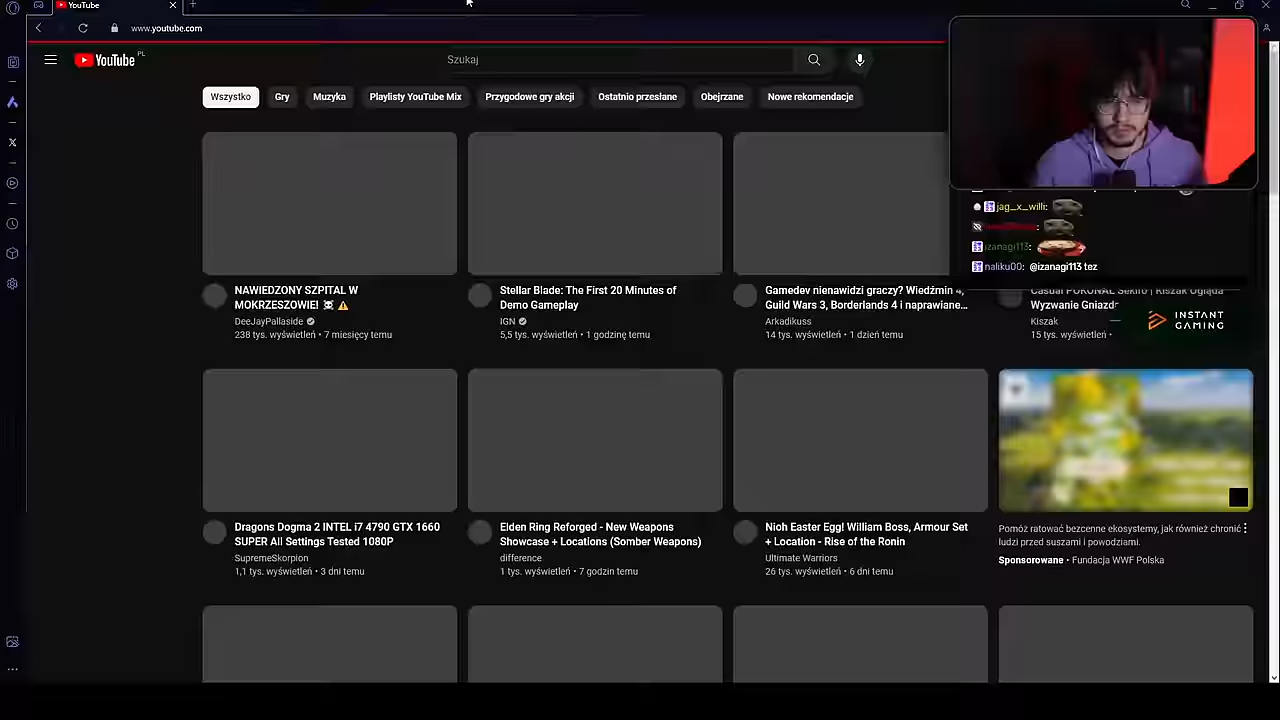 YouTube
www.youtube.com
YouTube PL
Szukaj
Wszystko
Gry
Muzyka
Playlisty YouTube Mix
Przygodowe gry akcji
Ostatnio przesłane
Obejrzane
Nowe rekomendacje
jag_x_willi:
izanagi113:
naliku00: @izanagi113 tez
NAWIEDZONY SZPITAL W
MOKRZESZOWIE! ☠️ ⚠️
DeeJayPallaside
238 tys. wyświetleń • 7 miesięcy temu
Stellar Blade: The First 20 Minutes of
Demo Gameplay
IGN
5,5 tys. wyświetleń • 1 godzinę temu
Gamedev nienawidzi graczy? Wiedźmin 4,
Guild Wars 3, Borderlands 4 i naprawiane...
Arkadikuss
14 tys. wyświetleń • 1 dzień temu
Casual POKONAŁ Sekiro | Kiszak Ogląda
Wyzwanie Gniazdo
Kiszak
15 tys. wyświetleń •
INSTANT
GAMING
Dragons Dogma 2 INTEL i7 4790 GTX 1660
SUPER All Settings Tested 1080P
SupremeSkorpion
1,1 tys. wyświetleń • 3 dni temu
Elden Ring Reforged - New Weapons
Showcase + Locations (Somber Weapons)
difference
1 tys. wyświetleń • 7 godzin temu
Nioh Easter Egg! William Boss, Armour Set
+ Location - Rise of the Ronin
Ultimate Warriors
26 tys. wyświetleń • 6 dni temu
Pomóż ratować bezcenne ekosystemy, jak również chronić
ludzi przed suszami i powodziami.
Sponsorowane • Fundacja WWF Polska